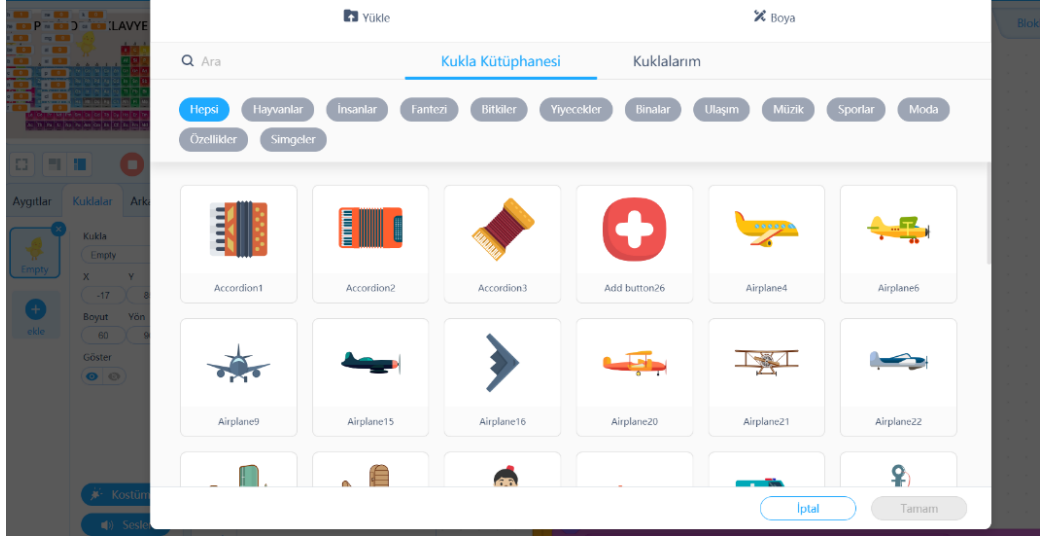 Yükle
Boya
Ara
Kukla Kütüphanesi
Kuklalarım
Hepsi
Hayvanlar
İnsanlar
Fantezi
Bitkiler
Yiyecekler
Binalar
Ulaşım
Müzik
Sporlar
Moda
Özellikler
Simgeler
Aygıtlar
Kuklalar
Kukla
Empty
Empty
X
Y
-17
ekle
Boyut
Yön
60
Göster
Accordion1
Accordion2
Accordion3
Add button26
Airplane4
Airplane6
Airplane9
Airplane15
Airplane16
Airplane20
Airplane21
Airplane22
İptal
Tamam